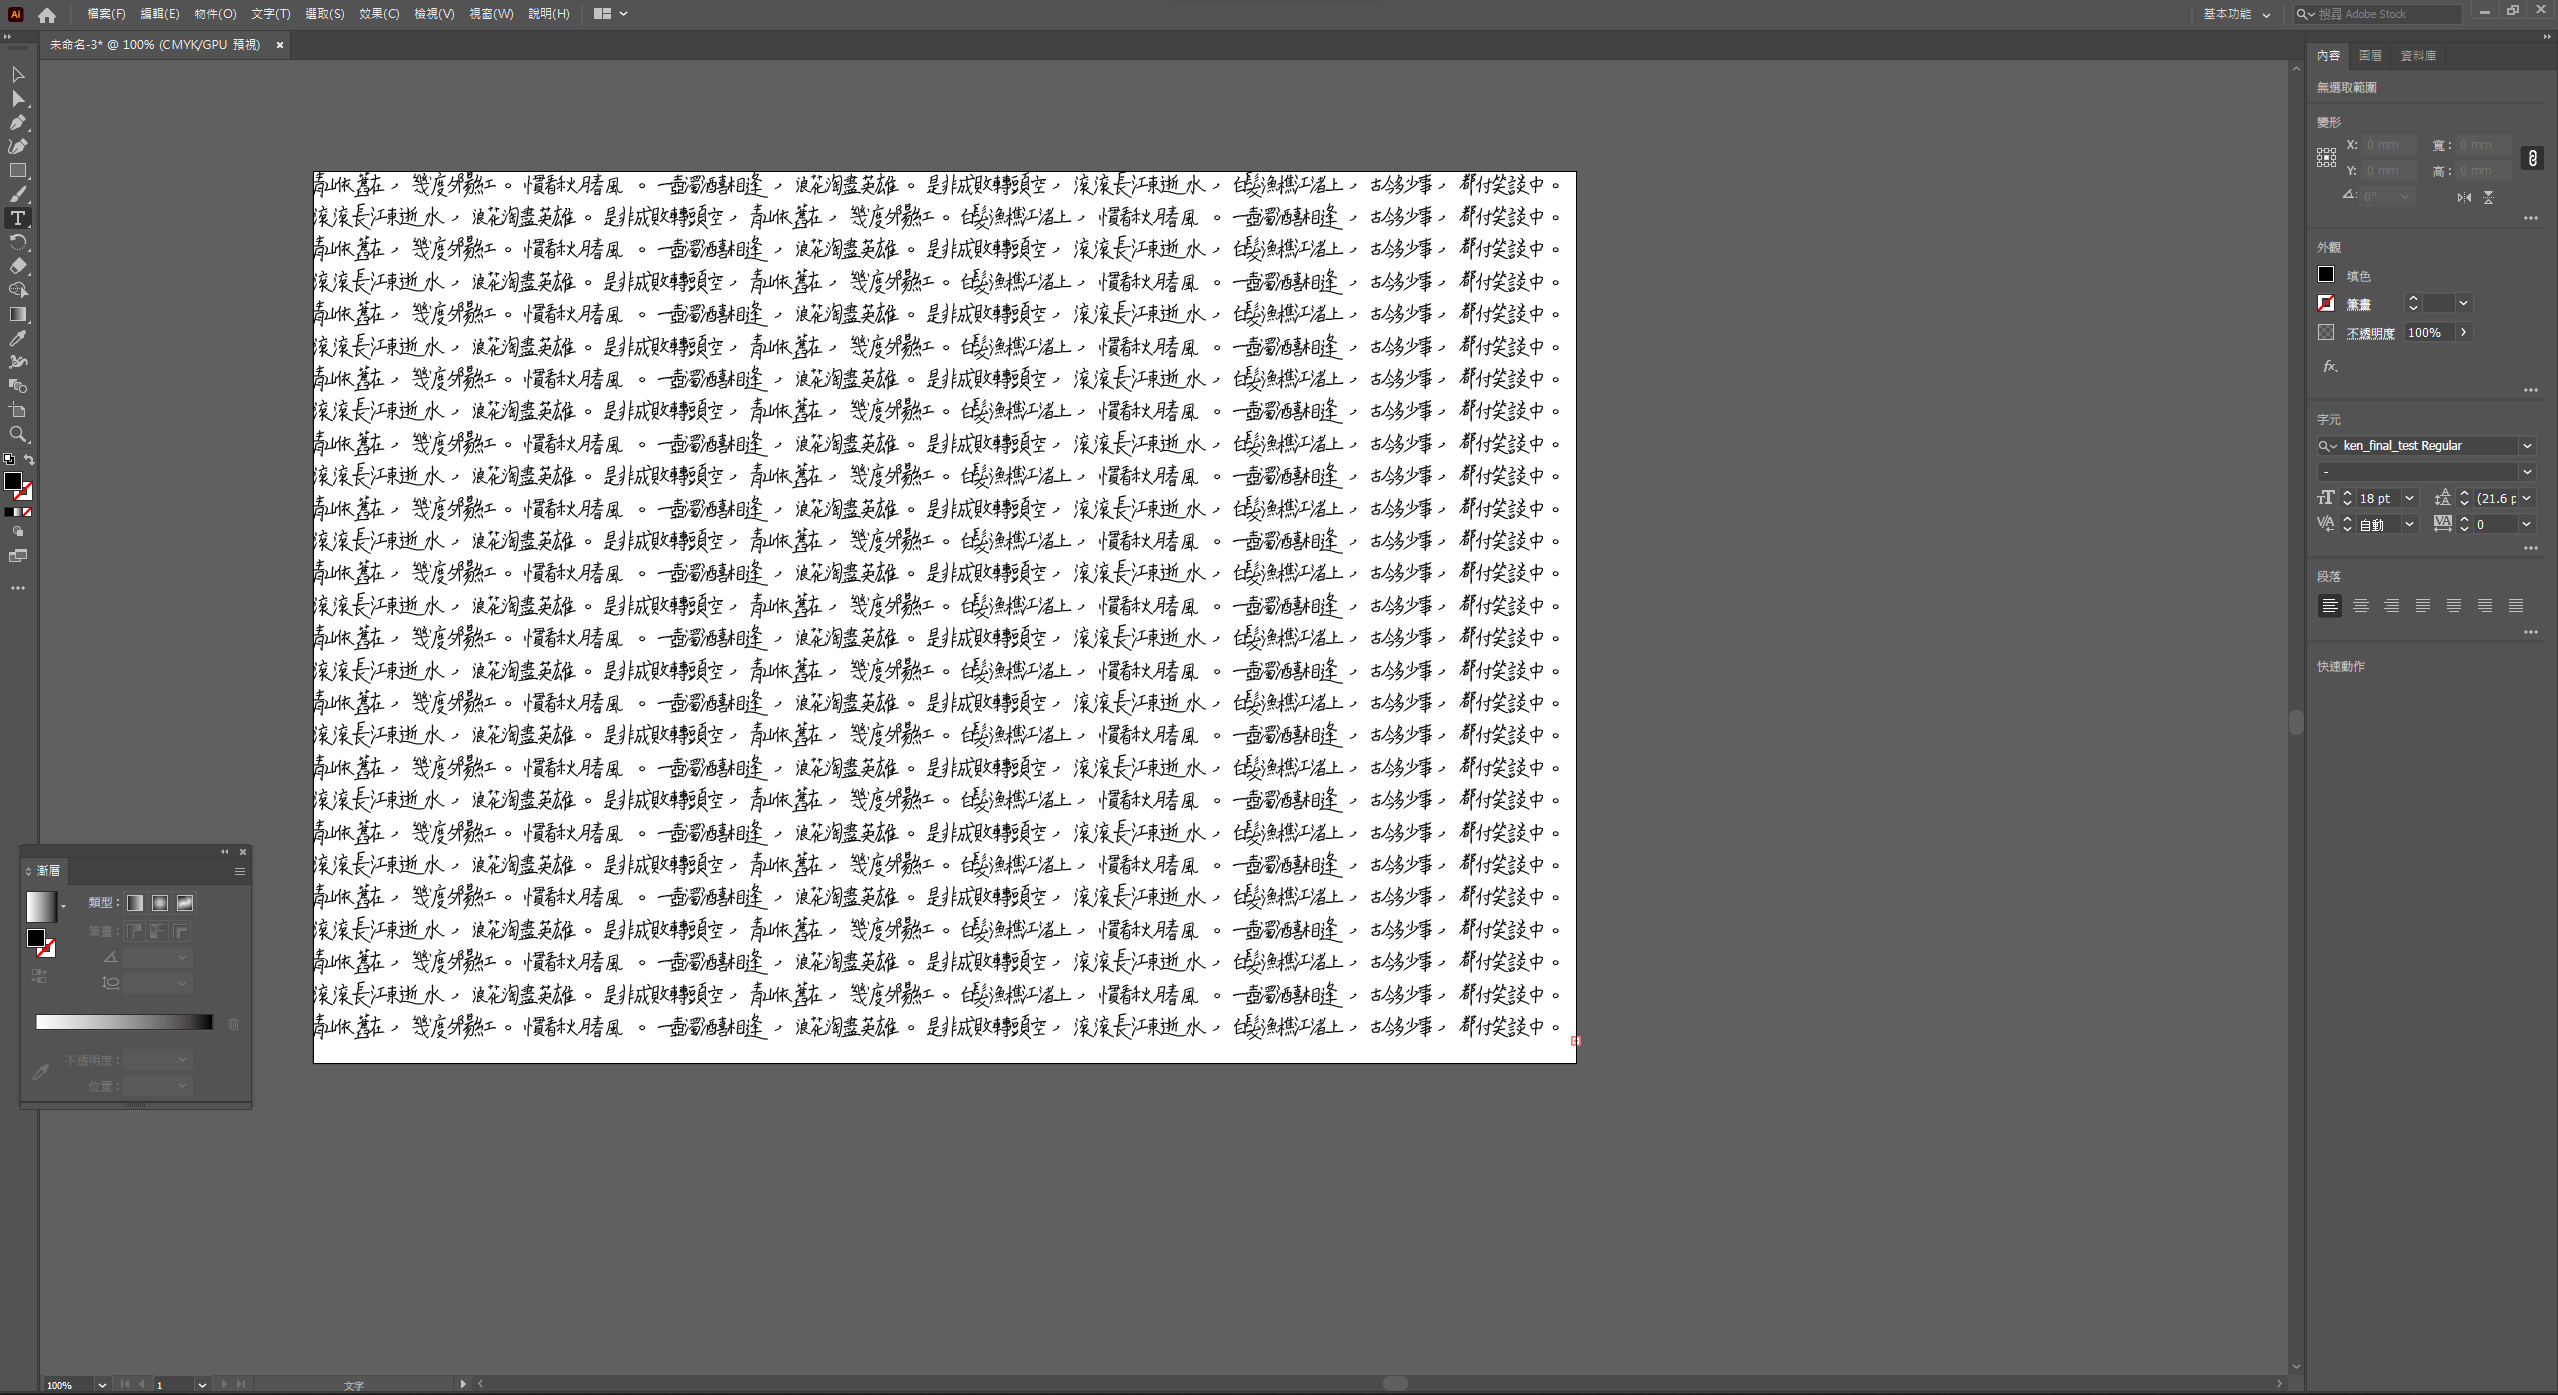 Ai 檔案(F) 編輯(E) 物件(O) 文字(T) 選取(S) 效果(C) 檢視(V) 視窗(W) 說明(H) 基本功能 搜尋 Adobe Stock
未命名-3* @ 100% (CMYK/GPU 預視)
青山依舊在，幾度夕陽紅。慣看秋月春風。一壺濁酒喜相逢，浪花淘盡英雄。是非成敗轉頭空，滾滾長江東逝水，白髮漁樵江渚上，古今多少事，都付笑談中。
滾滾長江東逝水，浪花淘盡英雄。是非成敗轉頭空，青山依舊在，幾度夕陽紅。白髮漁樵江渚上，慣看秋月春風。一壺濁酒喜相逢，古今多少事，都付笑談中。
青山依舊在，幾度夕陽紅。慣看秋月春風。一壺濁酒喜相逢，浪花淘盡英雄。是非成敗轉頭空，滾滾長江東逝水，白髮漁樵江渚上，古今多少事，都付笑談中。
滾滾長江東逝水，浪花淘盡英雄。是非成敗轉頭空，青山依舊在，幾度夕陽紅。白髮漁樵江渚上，慣看秋月春風。一壺濁酒喜相逢，古今多少事，都付笑談中。
青山依舊在，幾度夕陽紅。慣看秋月春風。一壺濁酒喜相逢，浪花淘盡英雄。是非成敗轉頭空，滾滾長江東逝水，白髮漁樵江渚上，古今多少事，都付笑談中。
滾滾長江東逝水，浪花淘盡英雄。是非成敗轉頭空，青山依舊在，幾度夕陽紅。白髮漁樵江渚上，慣看秋月春風。一壺濁酒喜相逢，古今多少事，都付笑談中。
青山依舊在，幾度夕陽紅。慣看秋月春風。一壺濁酒喜相逢，浪花淘盡英雄。是非成敗轉頭空，滾滾長江東逝水，白髮漁樵江渚上，古今多少事，都付笑談中。
滾滾長江東逝水，浪花淘盡英雄。是非成敗轉頭空，青山依舊在，幾度夕陽紅。白髮漁樵江渚上，慣看秋月春風。一壺濁酒喜相逢，古今多少事，都付笑談中。
青山依舊在，幾度夕陽紅。慣看秋月春風。一壺濁酒喜相逢，浪花淘盡英雄。是非成敗轉頭空，滾滾長江東逝水，白髮漁樵江渚上，古今多少事，都付笑談中。
滾滾長江東逝水，浪花淘盡英雄。是非成敗轉頭空，青山依舊在，幾度夕陽紅。白髮漁樵江渚上，慣看秋月春風。一壺濁酒喜相逢，古今多少事，都付笑談中。
青山依舊在，幾度夕陽紅。慣看秋月春風。一壺濁酒喜相逢，浪花淘盡英雄。是非成敗轉頭空，滾滾長江東逝水，白髮漁樵江渚上，古今多少事，都付笑談中。
滾滾長江東逝水，浪花淘盡英雄。是非成敗轉頭空，青山依舊在，幾度夕陽紅。白髮漁樵江渚上，慣看秋月春風。一壺濁酒喜相逢，古今多少事，都付笑談中。
青山依舊在，幾度夕陽紅。慣看秋月春風。一壺濁酒喜相逢，浪花淘盡英雄。是非成敗轉頭空，滾滾長江東逝水，白髮漁樵江渚上，古今多少事，都付笑談中。
滾滾長江東逝水，浪花淘盡英雄。是非成敗轉頭空，青山依舊在，幾度夕陽紅。白髮漁樵江渚上，慣看秋月春風。一壺濁酒喜相逢，古今多少事，都付笑談中。
青山依舊在，幾度夕陽紅。慣看秋月春風。一壺濁酒喜相逢，浪花淘盡英雄。是非成敗轉頭空，滾滾長江東逝水，白髮漁樵江渚上，古今多少事，都付笑談中。
滾滾長江東逝水，浪花淘盡英雄。是非成敗轉頭空，青山依舊在，幾度夕陽紅。白髮漁樵江渚上，慣看秋月春風。一壺濁酒喜相逢，古今多少事，都付笑談中。
青山依舊在，幾度夕陽紅。慣看秋月春風。一壺濁酒喜相逢，浪花淘盡英雄。是非成敗轉頭空，滾滾長江東逝水，白髮漁樵江渚上，古今多少事，都付笑談中。
滾滾長江東逝水，浪花淘盡英雄。是非成敗轉頭空，青山依舊在，幾度夕陽紅。白髮漁樵江渚上，慣看秋月春風。一壺濁酒喜相逢，古今多少事，都付笑談中。
青山依舊在，幾度夕陽紅。慣看秋月春風。一壺濁酒喜相逢，浪花淘盡英雄。是非成敗轉頭空，滾滾長江東逝水，白髮漁樵江渚上，古今多少事，都付笑談中。
滾滾長江東逝水，浪花淘盡英雄。是非成敗轉頭空，青山依舊在，幾度夕陽紅。白髮漁樵江渚上，慣看秋月春風。一壺濁酒喜相逢，古今多少事，都付笑談中。
青山依舊在，幾度夕陽紅。慣看秋月春風。一壺濁酒喜相逢，浪花淘盡英雄。是非成敗轉頭空，滾滾長江東逝水，白髮漁樵江渚上，古今多少事，都付笑談中。
滾滾長江東逝水，浪花淘盡英雄。是非成敗轉頭空，青山依舊在，幾度夕陽紅。白髮漁樵江渚上，慣看秋月春風。一壺濁酒喜相逢，古今多少事，都付笑談中。
青山依舊在，幾度夕陽紅。慣看秋月春風。一壺濁酒喜相逢，浪花淘盡英雄。是非成敗轉頭空，滾滾長江東逝水，白髮漁樵江渚上，古今多少事，都付笑談中。
滾滾長江東逝水，浪花淘盡英雄。是非成敗轉頭空，青山依舊在，幾度夕陽紅。白髮漁樵江渚上，慣看秋月春風。一壺濁酒喜相逢，古今多少事，都付笑談中。
青山依舊在，幾度夕陽紅。慣看秋月春風。一壺濁酒喜相逢，浪花淘盡英雄。是非成敗轉頭空，滾滾長江東逝水，白髮漁樵江渚上，古今多少事，都付笑談中。
滾滾長江東逝水，浪花淘盡英雄。是非成敗轉頭空，青山依舊在，幾度夕陽紅。白髮漁樵江渚上，慣看秋月春風。一壺濁酒喜相逢，古今多少事，都付笑談中。
青山依舊在，幾度夕陽紅。慣看秋月春風。一壺濁酒喜相逢，浪花淘盡英雄。是非成敗轉頭空，滾滾長江東逝水，白髮漁樵江渚上，古今多少事，都付笑談中。
漸層
類型：
筆畫：
不透明度：
位置：
100% 1 文字
內容 圖層 資料庫
無選取範圍
變形
X: 0 mm 寬： 0 mm
Y: 0 mm 高： 0 mm
0°
外觀
填色
筆畫
不透明度 100%
fx.
字元
ken_final_test Regular
-
18 pt (21.6 p
自動 0
段落
快速動作